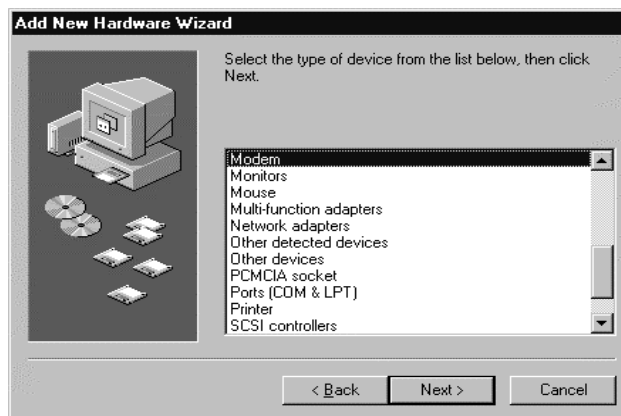 Add New Hardware Wizard
Select the type of device from the list below, then click
Next.
Modem
Monitors
Mouse
Multi-function adapters
Network adapters
Other detected devices
Other devices
PCMCIA socket
Ports (COM & LPT)
Printer
SCSI controllers
< Back
Next >
Cancel